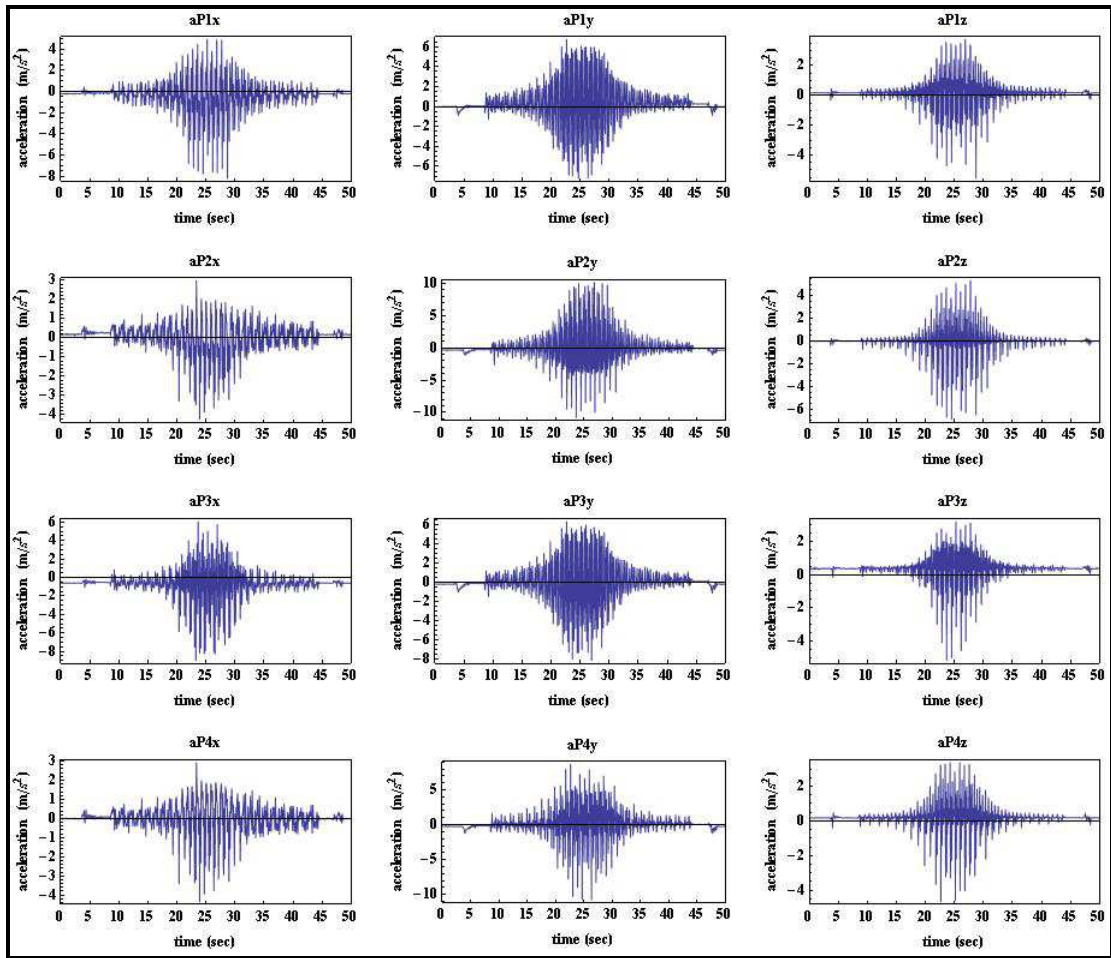 aP1x aP1y aP1z
acceleration (m/s²) 4 2 0 −2 −4 −6 −8
0 5 10 15 20 25 30 35 40 45 50
time (sec)
acceleration (m/s²) 6 4 2 0 −2 −4 −6
0 5 10 15 20 25 30 35 40 45 50
time (sec)
acceleration (m/s²) 2 0 −2 −4
0 5 10 15 20 25 30 35 40 45 50
time (sec)
aP2x aP2y aP2z
acceleration (m/s²) 3 2 1 0 −1 −2 −3 −4
0 5 10 15 20 25 30 35 40 45 50
time (sec)
acceleration (m/s²) 10 5 0 −5 −10
0 5 10 15 20 25 30 35 40 45 50
time (sec)
acceleration (m/s²) 4 2 0 −2 −4 −6
0 5 10 15 20 25 30 35 40 45 50
time (sec)
aP3x aP3y aP3z
acceleration (m/s²) 6 4 2 0 −2 −4 −6 −8
0 5 10 15 20 25 30 35 40 45 50
time (sec)
acceleration (m/s²) 6 4 2 0 −2 −4 −6 −8
0 5 10 15 20 25 30 35 40 45 50
time (sec)
acceleration (m/s²) 2 0 −2 −4
0 5 10 15 20 25 30 35 40 45 50
time (sec)
aP4x aP4y aP4z
acceleration (m/s²) 3 2 1 0 −1 −2 −3 −4
0 5 10 15 20 25 30 35 40 45 50
time (sec)
acceleration (m/s²) 5 0 −5 −10
0 5 10 15 20 25 30 35 40 45 50
time (sec)
acceleration (m/s²) 2 0 −2 −4
0 5 10 15 20 25 30 35 40 45 50
time (sec)